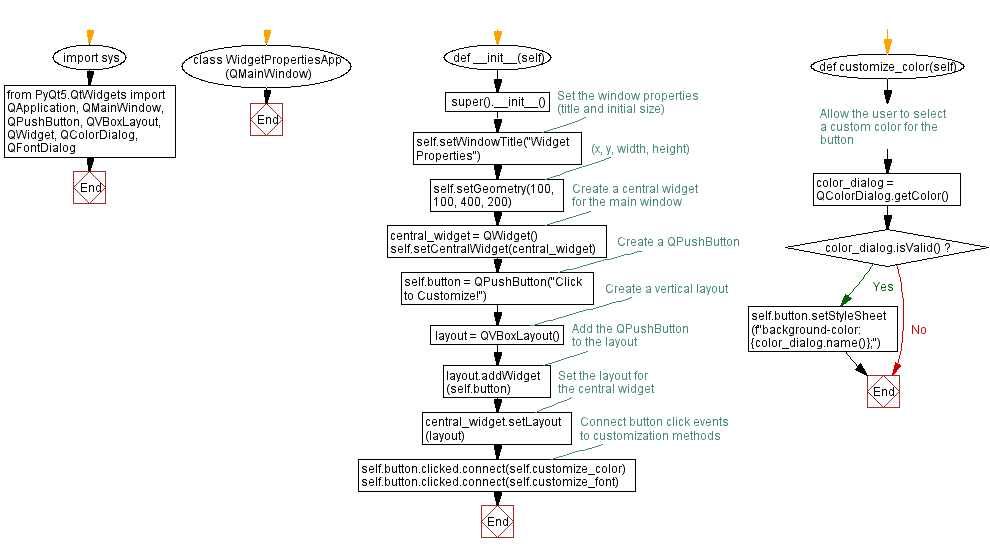 import sys
from PyQt5.QtWidgets import
QApplication, QMainWindow,
QPushButton, QVBoxLayout,
QWidget, QColorDialog,
QFontDialog
End
class WidgetPropertiesApp
(QMainWindow)
End
def __init__(self)
super().__init__()
Set the window properties
(title and initial size)
self.setWindowTitle("Widget
Properties")
(x, y, width, height)
self.setGeometry(100,
100, 400, 200)
Create a central widget
for the main window
central_widget = QWidget()
self.setCentralWidget(central_widget)
Create a QPushButton
self.button = QPushButton("Click
to Customize!")
Create a vertical layout
layout = QVBoxLayout()
Add the QPushButton
to the layout
layout.addWidget
(self.button)
Set the layout for
the central widget
central_widget.setLayout
(layout)
Connect button click events
to customization methods
self.button.clicked.connect(self.customize_color)
self.button.clicked.connect(self.customize_font)
End
def customize_color(self)
Allow the user to select
a custom color for the
button
color_dialog =
QColorDialog.getColor()
color_dialog.isValid() ?
Yes
No
self.button.setStyleSheet
(f"background-color:
{color_dialog.name()};")
End